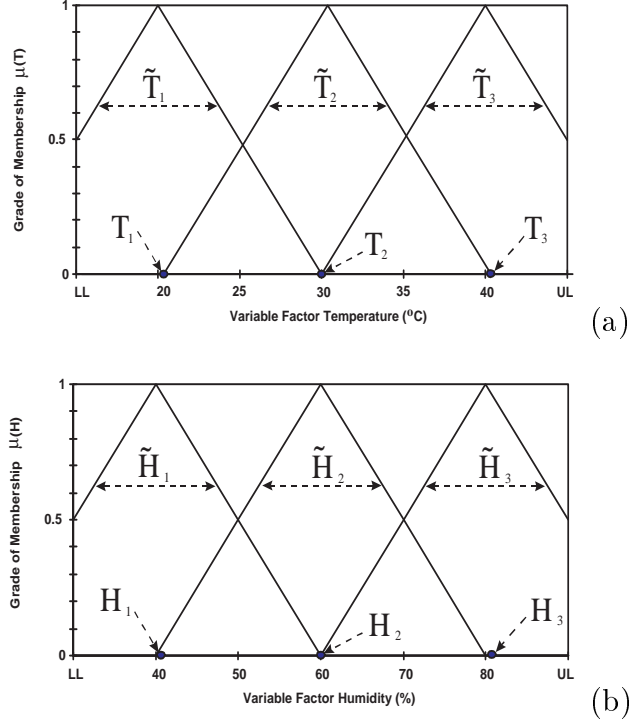 1
T̃₁ T̃₂ T̃₃
0.5
T₁ T₂ T₃
0
LL 20 25 30 35 40 UL
Grade of Membership μ(T)
Variable Factor Temperature (ºC)
(a)
1
H̃₁ H̃₂ H̃₃
0.5
H₁ H₂ H₃
0
LL 40 50 60 70 80 UL
Grade of Membership μ(H)
Variable Factor Humidity (%)
(b)